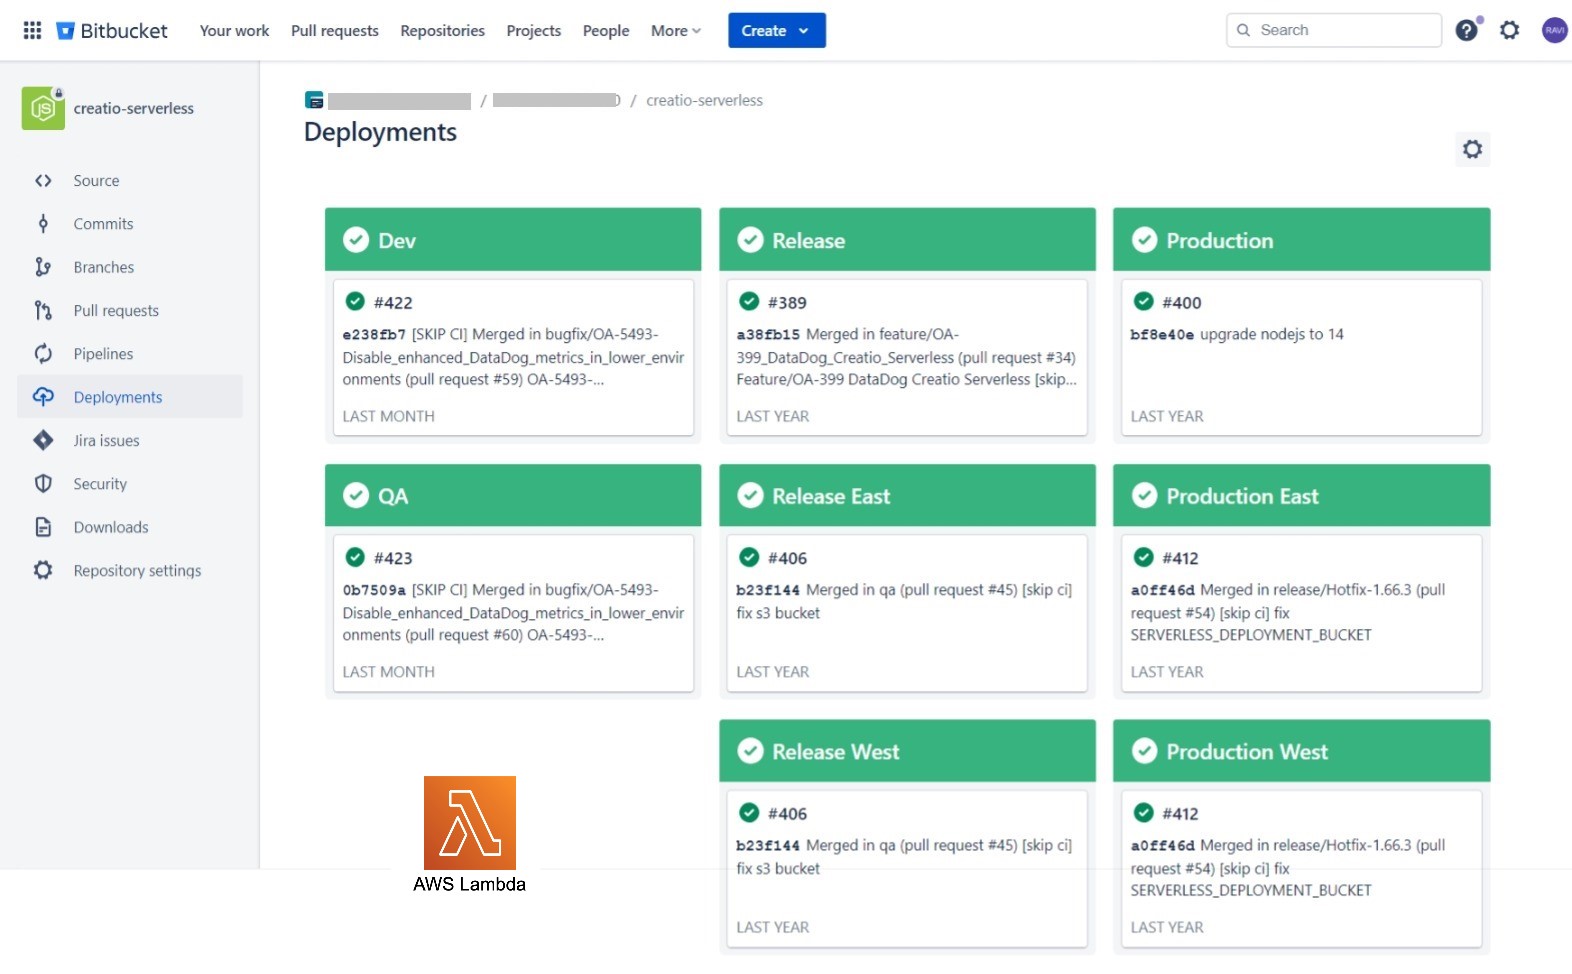 Bitbucket Your work Pull requests Repositories Projects People More Create Search RAVI
creatio-serverless
Source
Commits
Branches
Pull requests
Pipelines
Deployments
Jira issues
Security
Downloads
Repository settings
/ / creatio-serverless
Deployments
Dev
#422
e238fb7 [SKIP CI] Merged in bugfix/OA-5493-
Disable_enhanced_DataDog_metrics_in_lower_envir
onments (pull request #59) OA-5493-...
LAST MONTH
Release
#389
a38fb15 Merged in feature/OA-
399_DataDog_Creatio_Serverless (pull request #34)
Feature/OA-399 DataDog Creatio Serverless [skip...
LAST YEAR
Production
#400
bf8e40e upgrade nodejs to 14
LAST YEAR
QA
#423
0b7509a [SKIP CI] Merged in bugfix/OA-5493-
Disable_enhanced_DataDog_metrics_in_lower_envir
onments (pull request #60) OA-5493-...
LAST MONTH
Release East
#406
b23f144 Merged in qa (pull request #45) [skip ci]
fix s3 bucket
LAST YEAR
Production East
#412
a0ff46d Merged in release/Hotfix-1.66.3 (pull
request #54) [skip ci] fix
SERVERLESS_DEPLOYMENT_BUCKET
LAST YEAR
AWS Lambda
Release West
#406
b23f144 Merged in qa (pull request #45) [skip ci]
fix s3 bucket
LAST YEAR
Production West
#412
a0ff46d Merged in release/Hotfix-1.66.3 (pull
request #54) [skip ci] fix
SERVERLESS_DEPLOYMENT_BUCKET
LAST YEAR